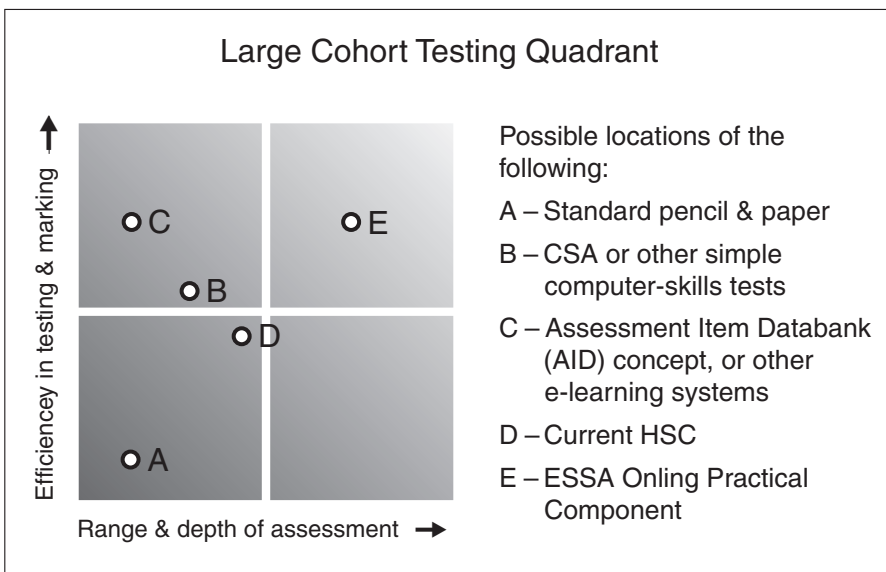 Large Cohort Testing Quadrant
Efficiencey in testing & marking
C
E
B
D
A
Range & depth of assessment
Possible locations of the
following:
A – Standard pencil & paper
B – CSA or other simple
computer-skills tests
C – Assessment Item Databank
(AID) concept, or other
e-learning systems
D – Current HSC
E – ESSA Onling Practical
Component